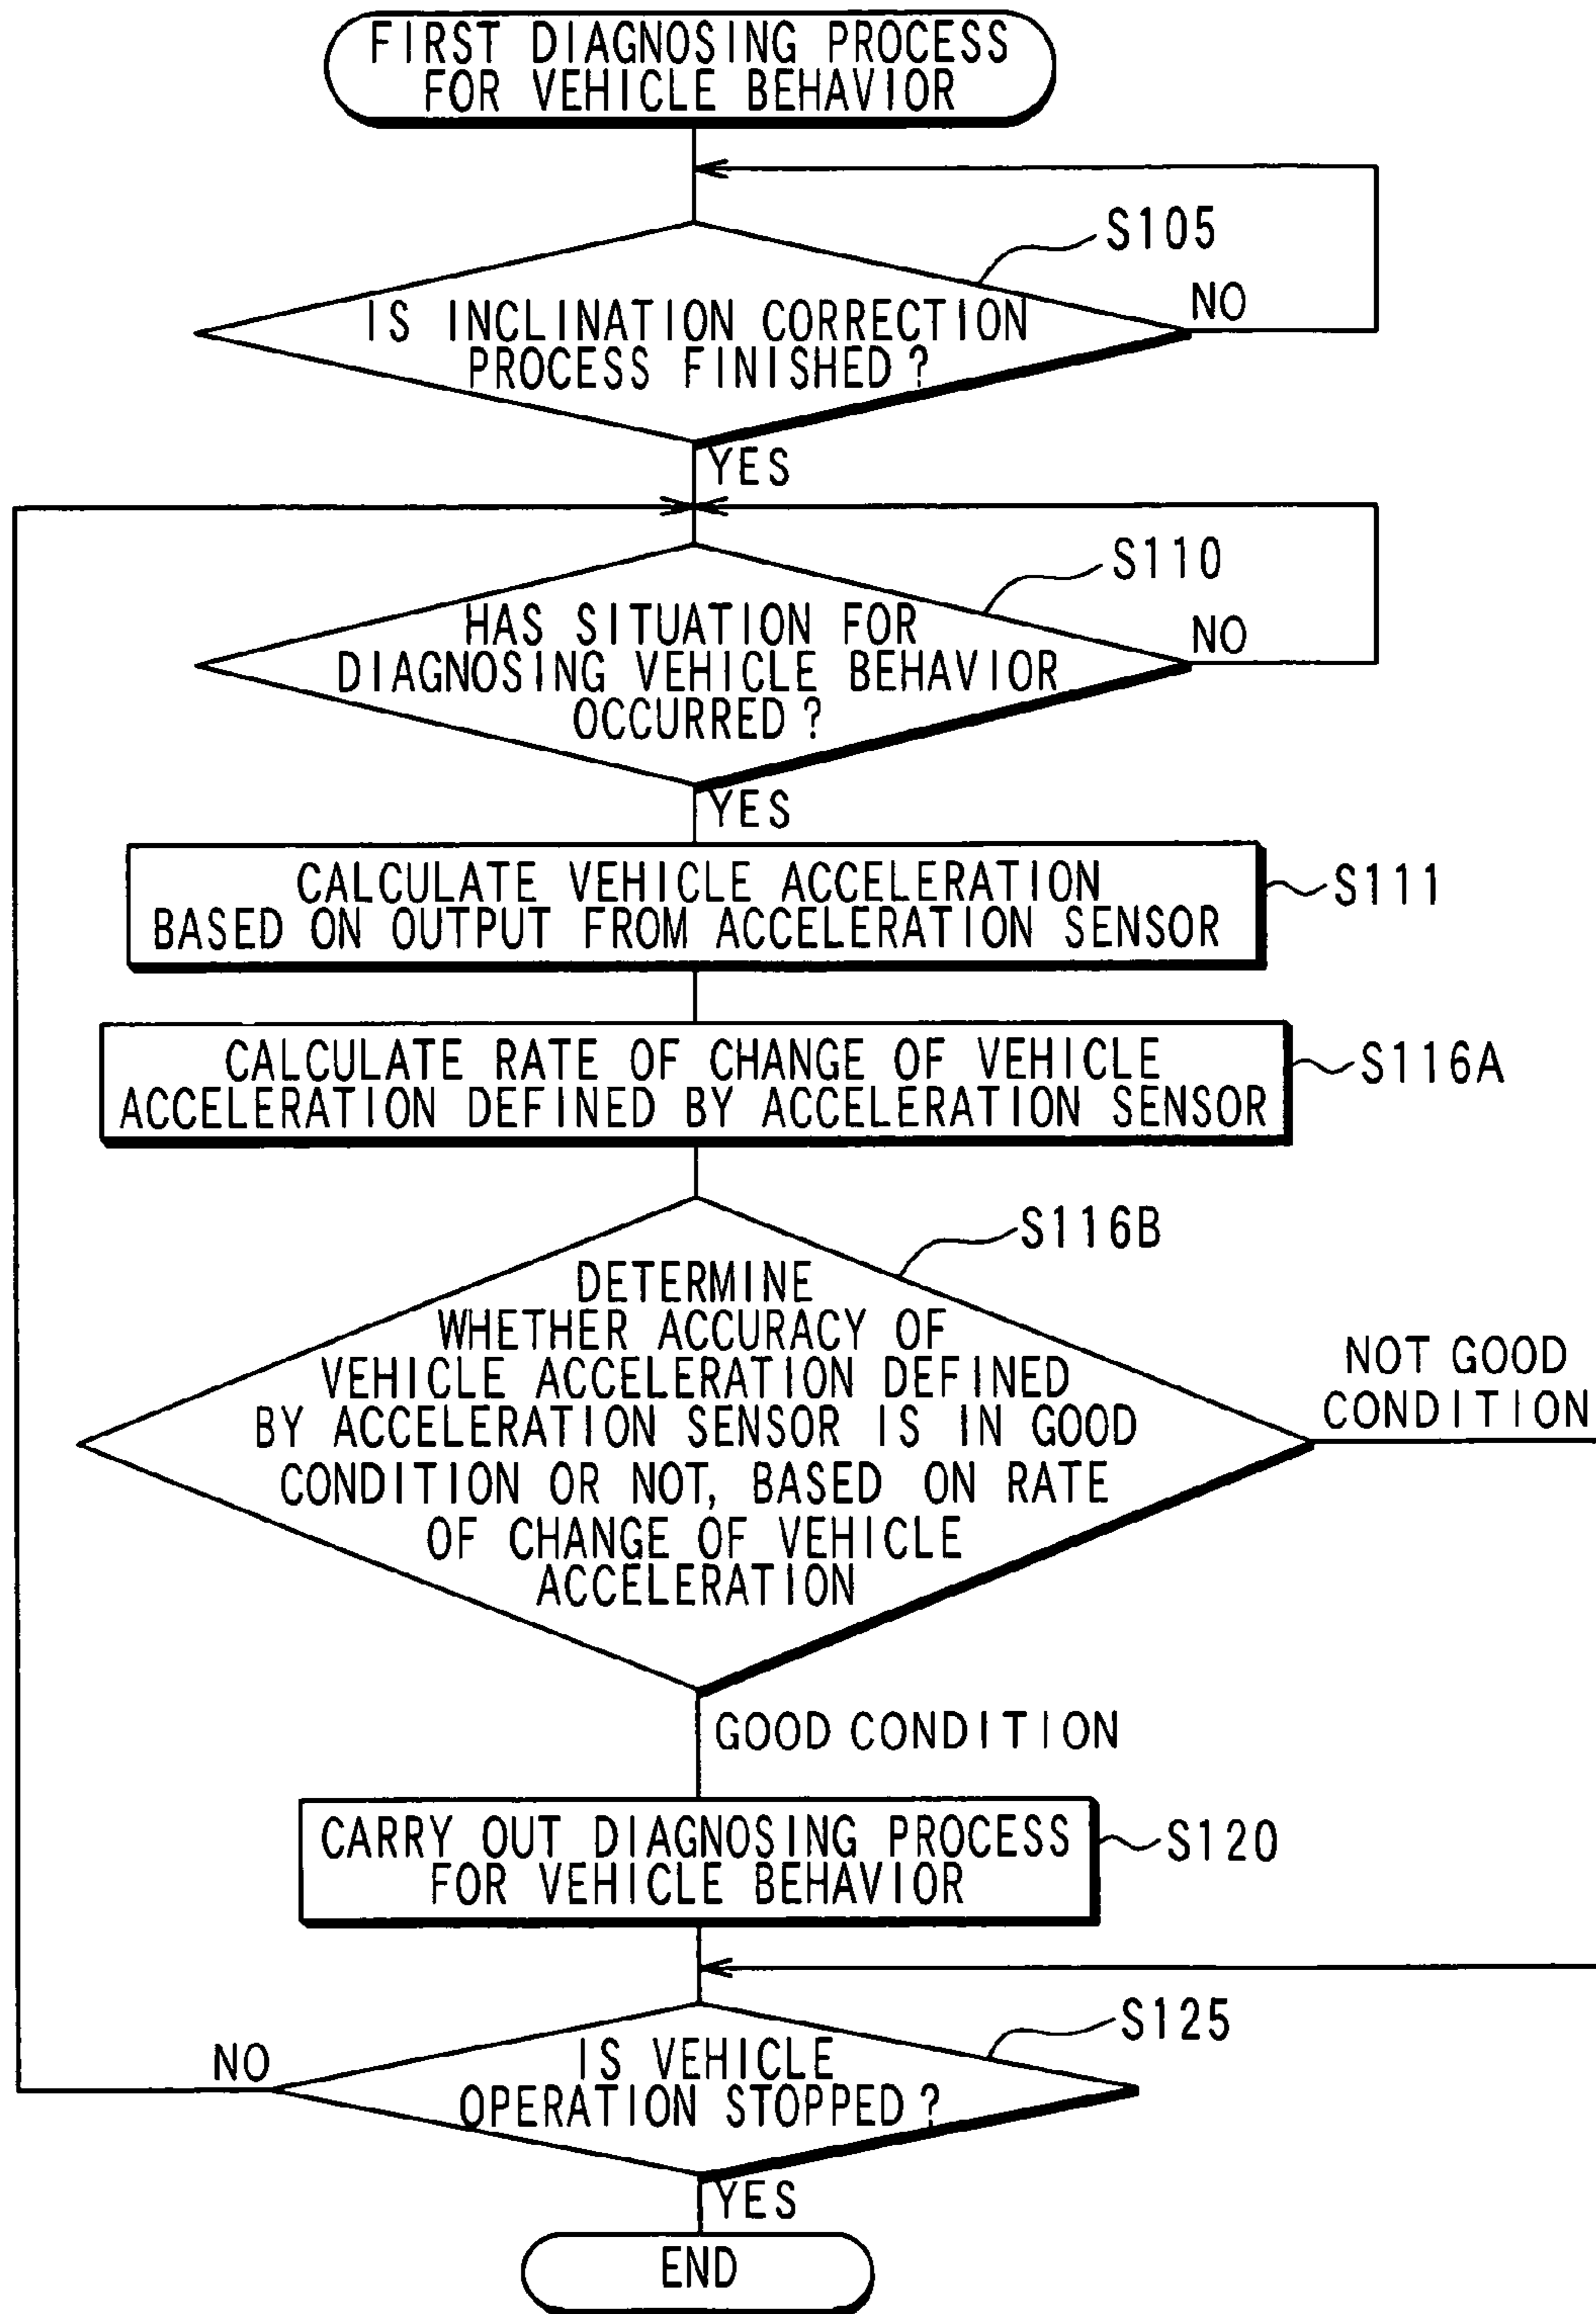 FIRST DIAGNOSING PROCESS
FOR VEHICLE BEHAVIOR
S105
IS INCLINATION CORRECTION
PROCESS FINISHED?
NO
YES
S110
HAS SITUATION FOR
DIAGNOSING VEHICLE BEHAVIOR
OCCURRED?
NO
YES
CALCULATE VEHICLE ACCELERATION
BASED ON OUTPUT FROM ACCELERATION SENSOR
S111
CALCULATE RATE OF CHANGE OF VEHICLE
ACCELERATION DEFINED BY ACCELERATION SENSOR
S116A
S116B
DETERMINE
WHETHER ACCURACY OF
VEHICLE ACCELERATION DEFINED
BY ACCELERATION SENSOR IS IN GOOD
CONDITION OR NOT, BASED ON RATE
OF CHANGE OF VEHICLE
ACCELERATION
NOT GOOD
CONDITION
GOOD CONDITION
CARRY OUT DIAGNOSING PROCESS
FOR VEHICLE BEHAVIOR
S120
S125
NO
IS VEHICLE
OPERATION STOPPED?
YES
END